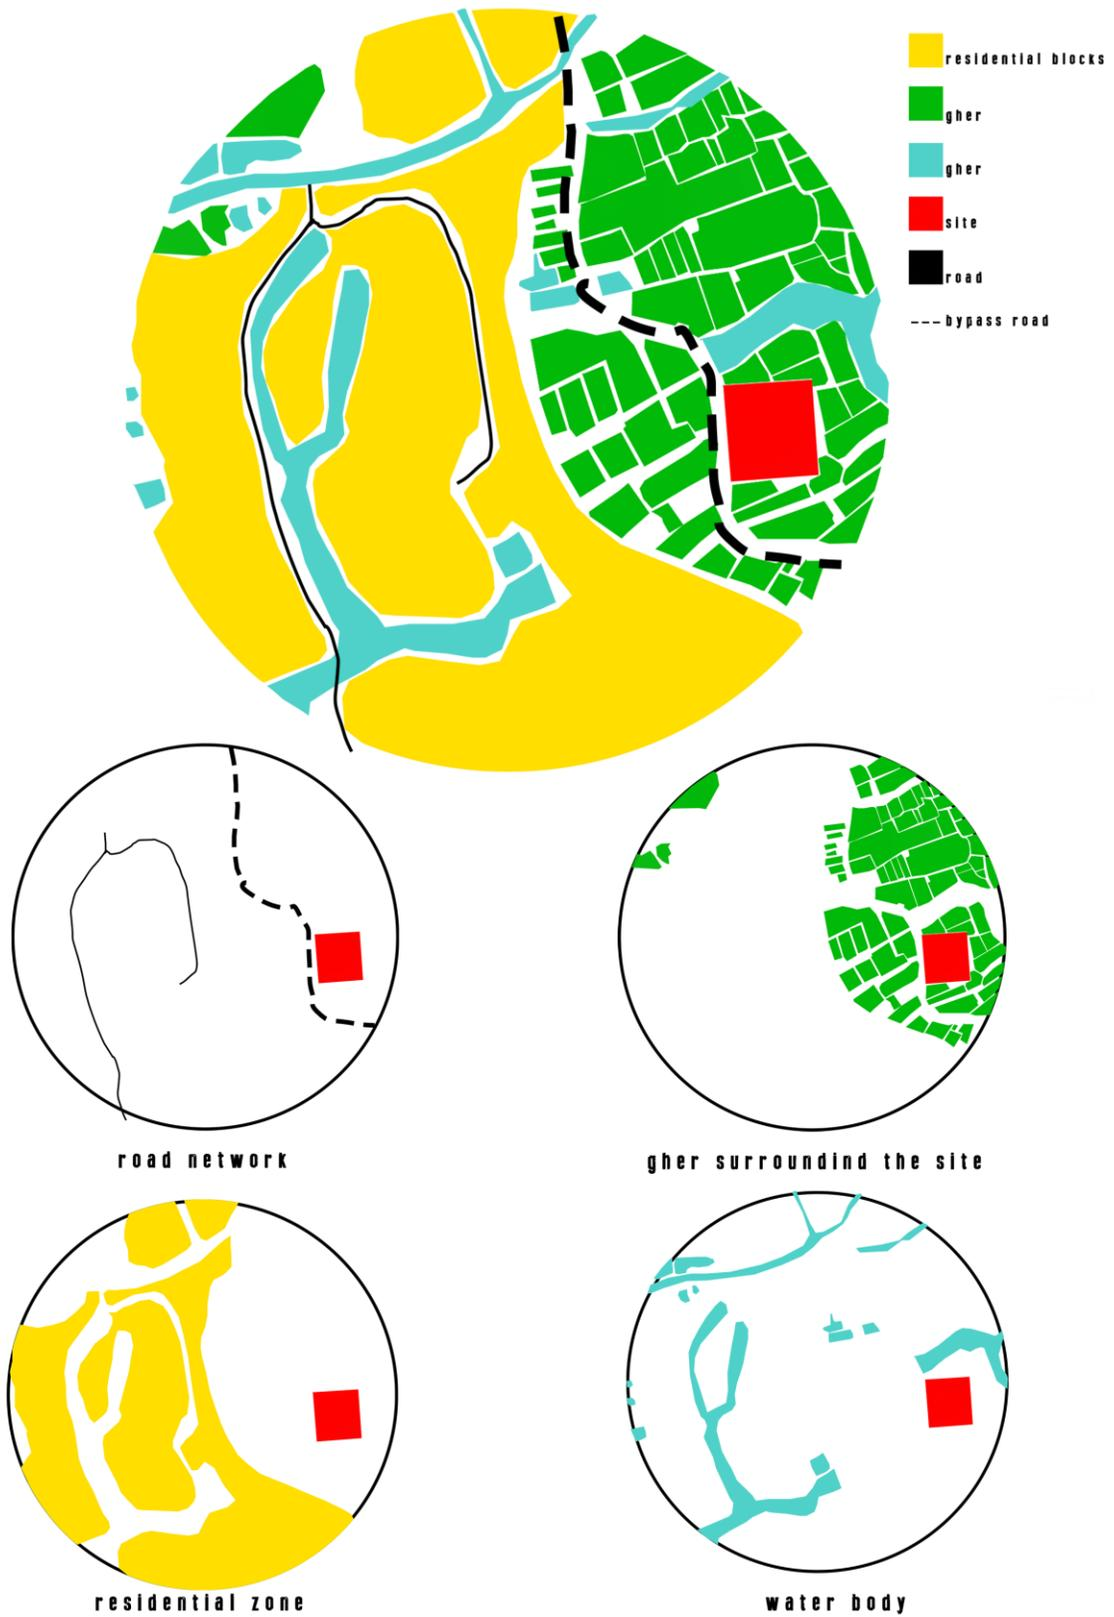 residential blocks
gher
gher
site
road
bypass road
road network
gher surroundind the site
residential zone
water body